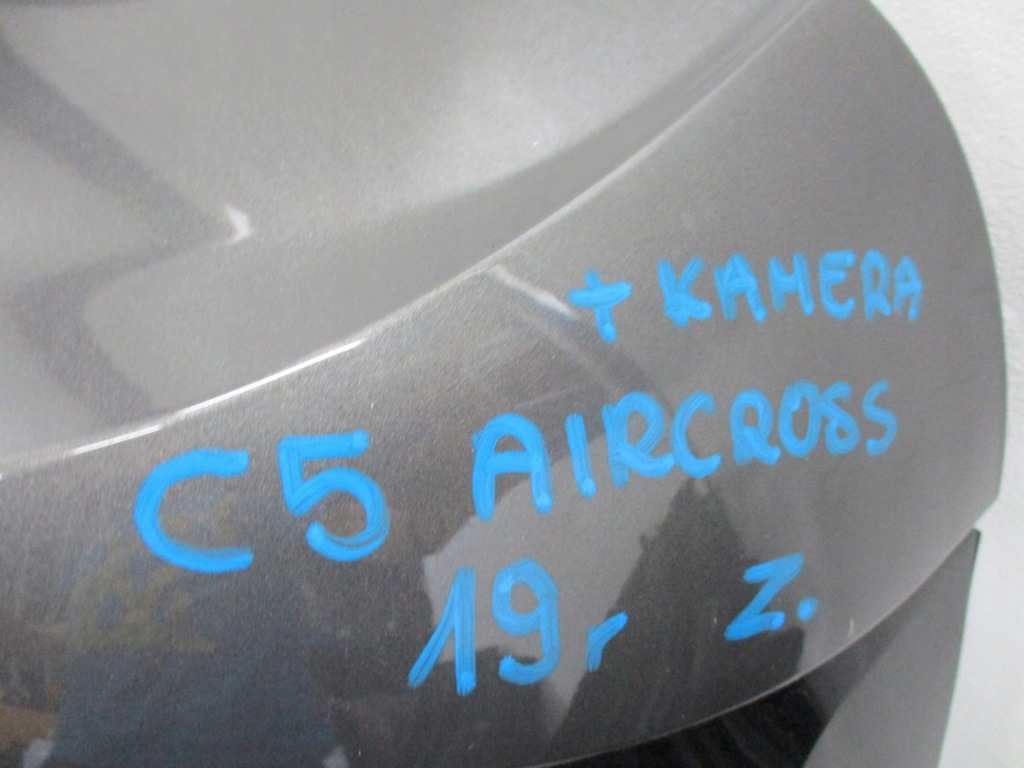 + KAMERA
C5 AIRCROSS
19r Z.